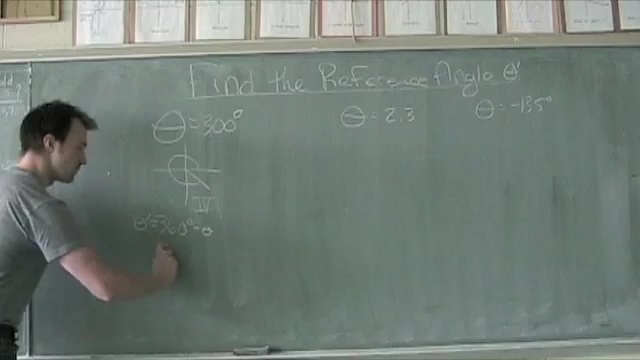 Find the Reference Angle θ'
θ = 300°
θ = 2.3
θ = -135°
IV
θ' = 360° - θ